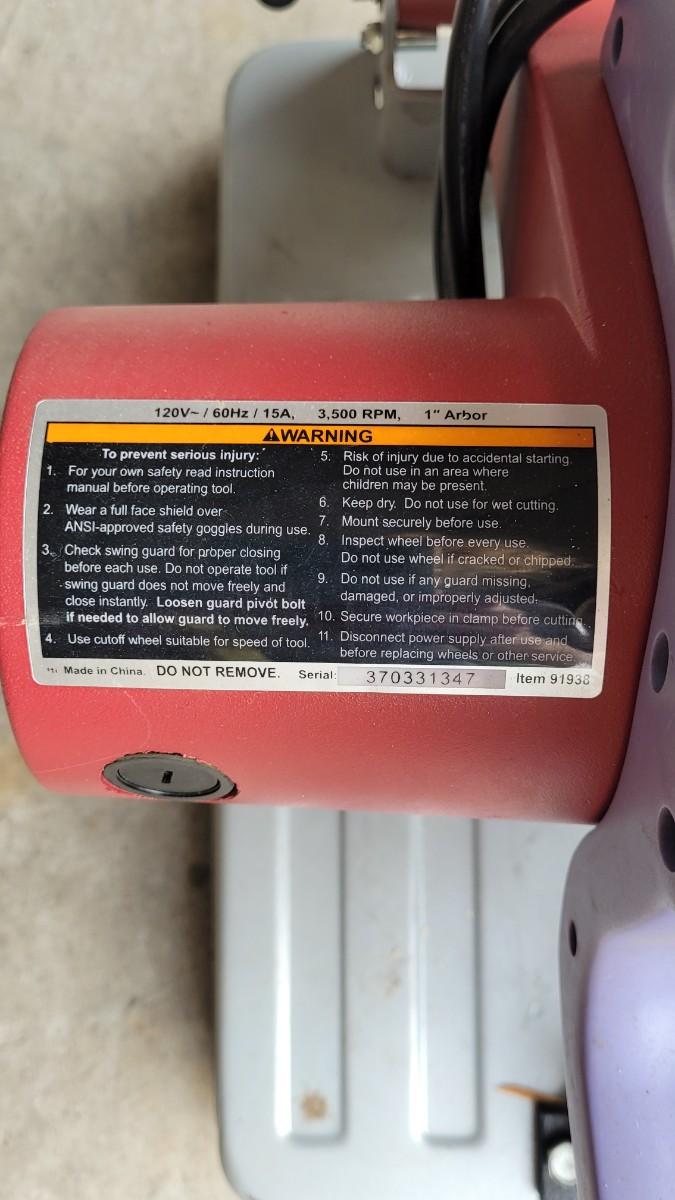 120V~ / 60Hz / 15A, 3,500 RPM, 1" Arbor
⚠WARNING
To prevent serious injury:
1. For your own safety read instruction
manual before operating tool.
2. Wear a full face shield over
ANSI-approved safety goggles during use.
3. Check swing guard for proper closing
before each use. Do not operate tool if
swing guard does not move freely and
close instantly. Loosen guard pivot bolt
if needed to allow guard to move freely.
4. Use cutoff wheel suitable for speed of tool.
5. Risk of injury due to accidental starting.
Do not use in an area where
children may be present.
6. Keep dry. Do not use for wet cutting.
7. Mount securely before use.
8. Inspect wheel before every use.
Do not use wheel if cracked or chipped.
9. Do not use if any guard missing,
damaged, or improperly adjusted.
10. Secure workpiece in clamp before cutting.
11. Disconnect power supply after use and
before replacing wheels or other service.
Made in China. DO NOT REMOVE. Serial: 370331347 Item 91938